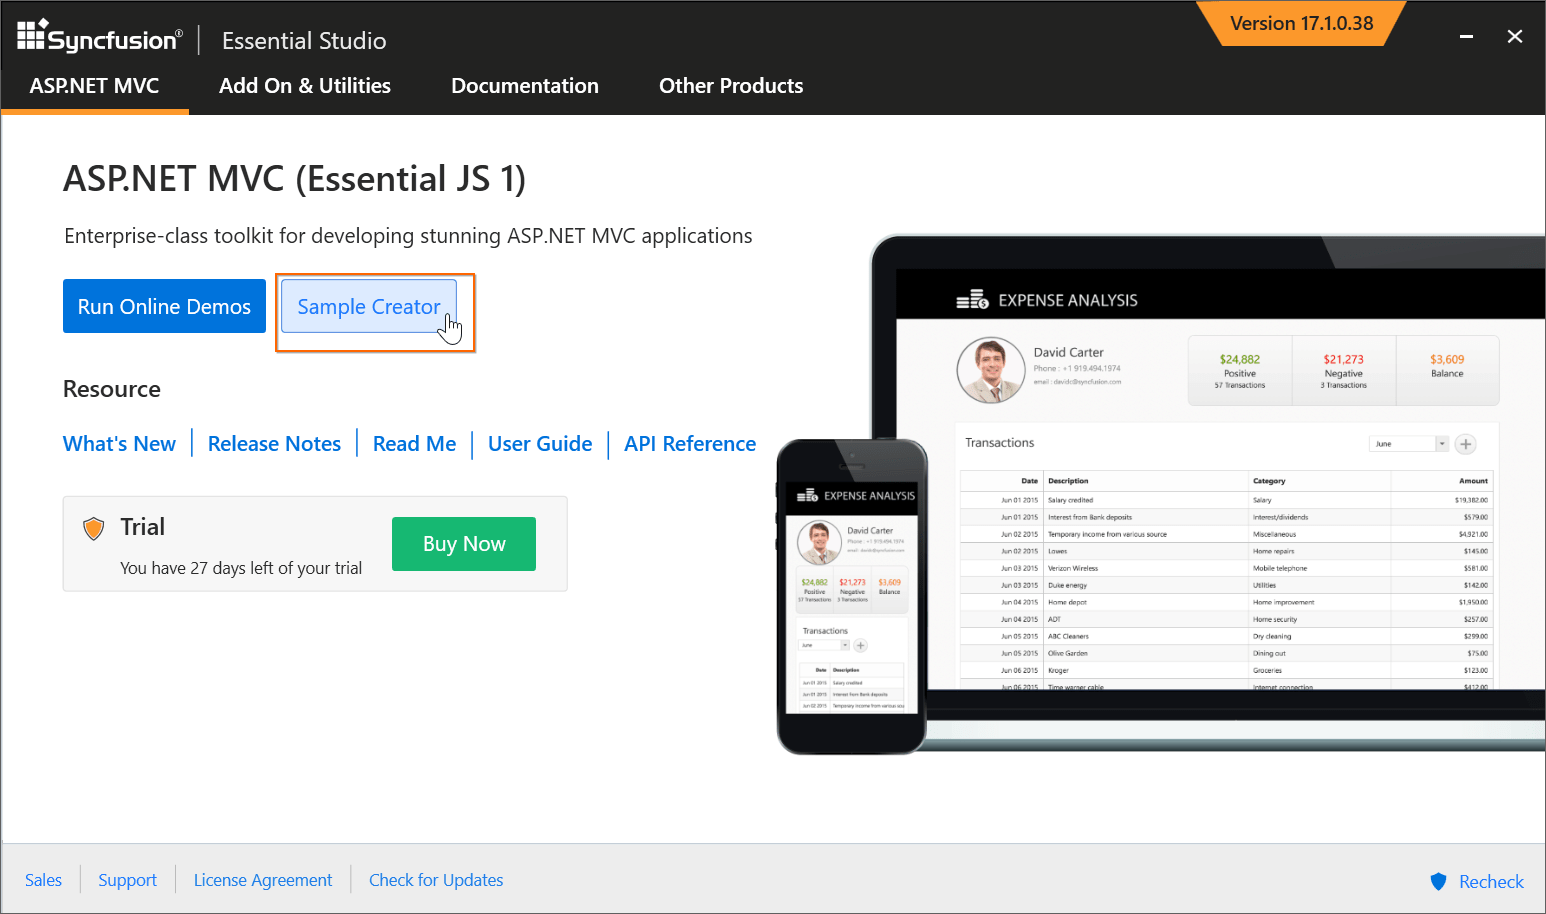 Syncfusion® | Essential Studio
Version 17.1.0.38
ASP.NET MVC
Add On & Utilities
Documentation
Other Products
ASP.NET MVC (Essential JS 1)
Enterprise-class toolkit for developing stunning ASP.NET MVC applications
Run Online Demos
Sample Creator
Resource
What's New
Release Notes
Read Me
User Guide
API Reference
Trial
You have 27 days left of your trial
Buy Now
EXPENSE ANALYSIS
David Carter
Phone : +1 919.494.1974
email : davidc@syncfusion.com
$24,882
Positive
57 Transactions
$21,273
Negative
3 Transactions
$3,609
Balance
Transactions
June
Date Description Category Amount
Jun 01 2015 Salary credited Salary $19,382.00
Jun 01 2015 Interest from Bank deposits Interest/dividends $579.00
Jun 02 2015 Temporary income from various source Miscellaneous $4,921.00
Jun 02 2015 Lowes Home repairs $145.00
Jun 03 2015 Verizon Wireless Mobile telephone $581.00
Jun 03 2015 Duke energy Utilities $142.00
Jun 04 2015 Home depot Home improvement $1,950.00
Jun 04 2015 ADT Home security $257.00
Jun 05 2015 ABC Cleaners Dry cleaning $299.00
Jun 05 2015 Olive Garden Dining out $75.00
Jun 06 2015 Kroger Groceries $123.00
Jun 06 2015 Time warner cable Internet connection $412.00
EXPENSE ANALYSIS
David Carter
Phone : +1 919.494.1974
email : davidc@syncfusion.com
$24,882
Positive
57 Transactions
$21,273
Negative
3 Transactions
$3,609
Balance
Transactions
June
Date Description
Jun 01 2015 Salary credited
Jun 01 2015 Interest from Bank deposits
Jun 02 2015 Temporary income from various sou
Sales
Support
License Agreement
Check for Updates
Recheck